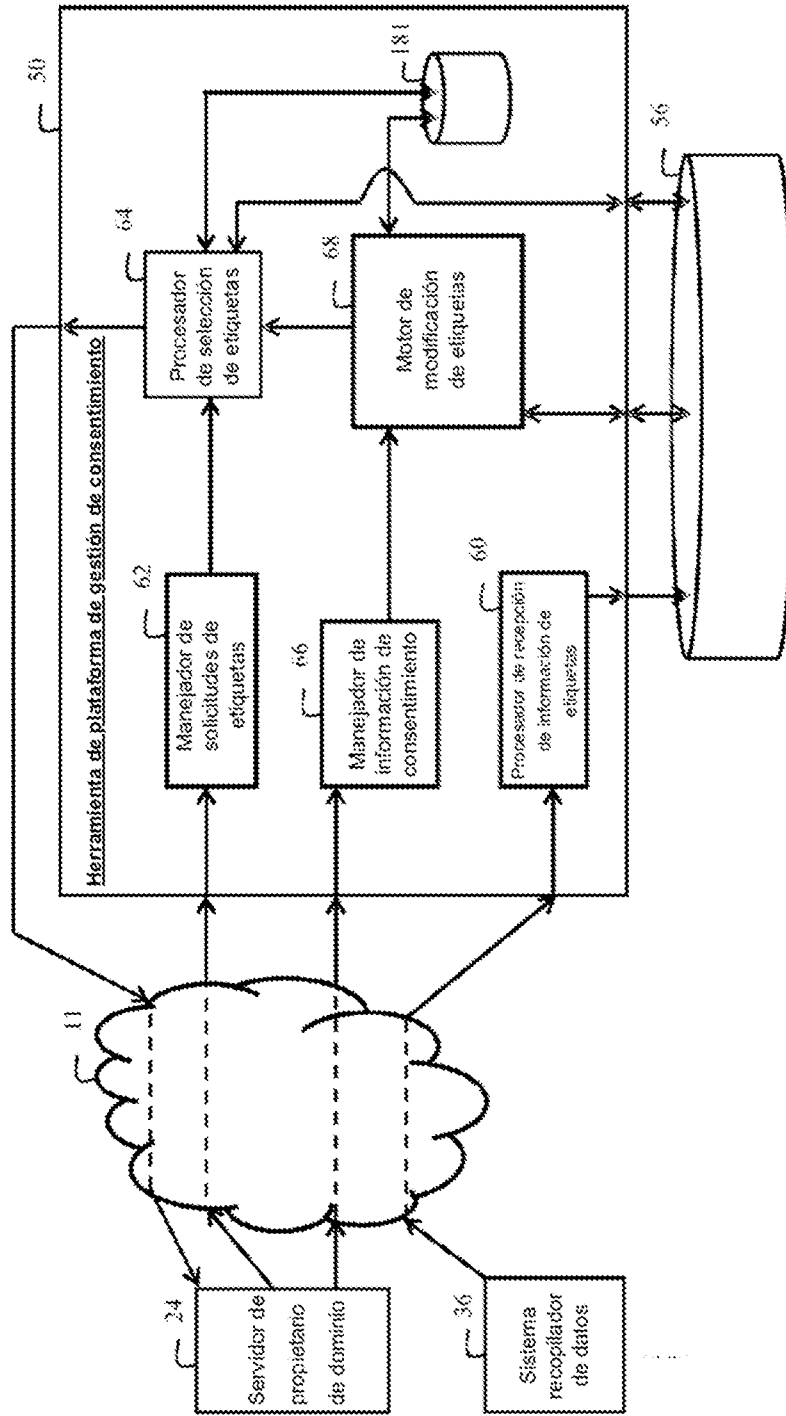 50
Herramienta de plataforma de gestión de consentimiento
11
24
Servidor de
propietario
de dominio
36
Sistema
recopilador
de datos
62
Manejador de
solicitudes de
etiquetas
66
Manejador de
información de
consentimiento
60
Procesador de recepción
de información de
etiquetas
64
Procesador
de selección
de etiquetas
68
Motor de
modificación
de etiquetas
181
56